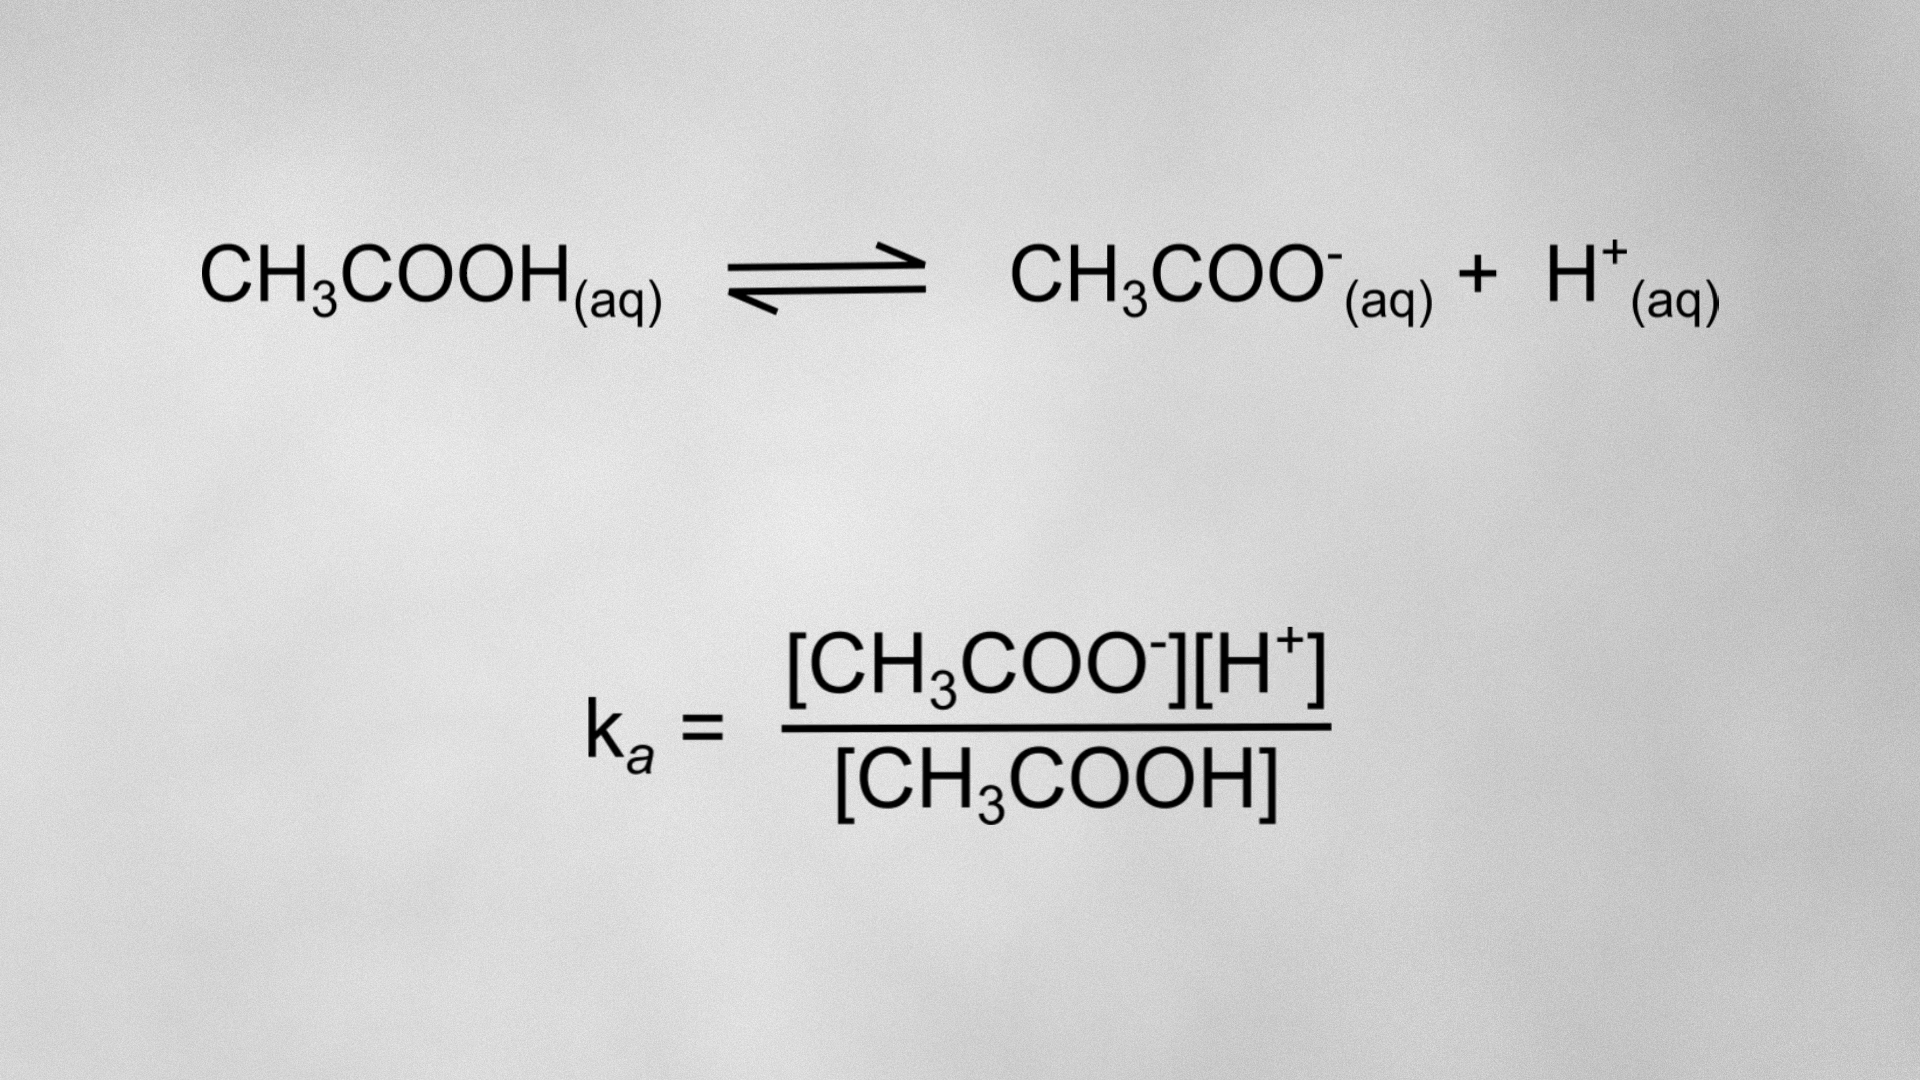 CH₃COOH(aq) ⇌ CH₃COO⁻(aq) + H⁺(aq)
kₐ = [CH₃COO⁻][H⁺]
[CH₃COOH]